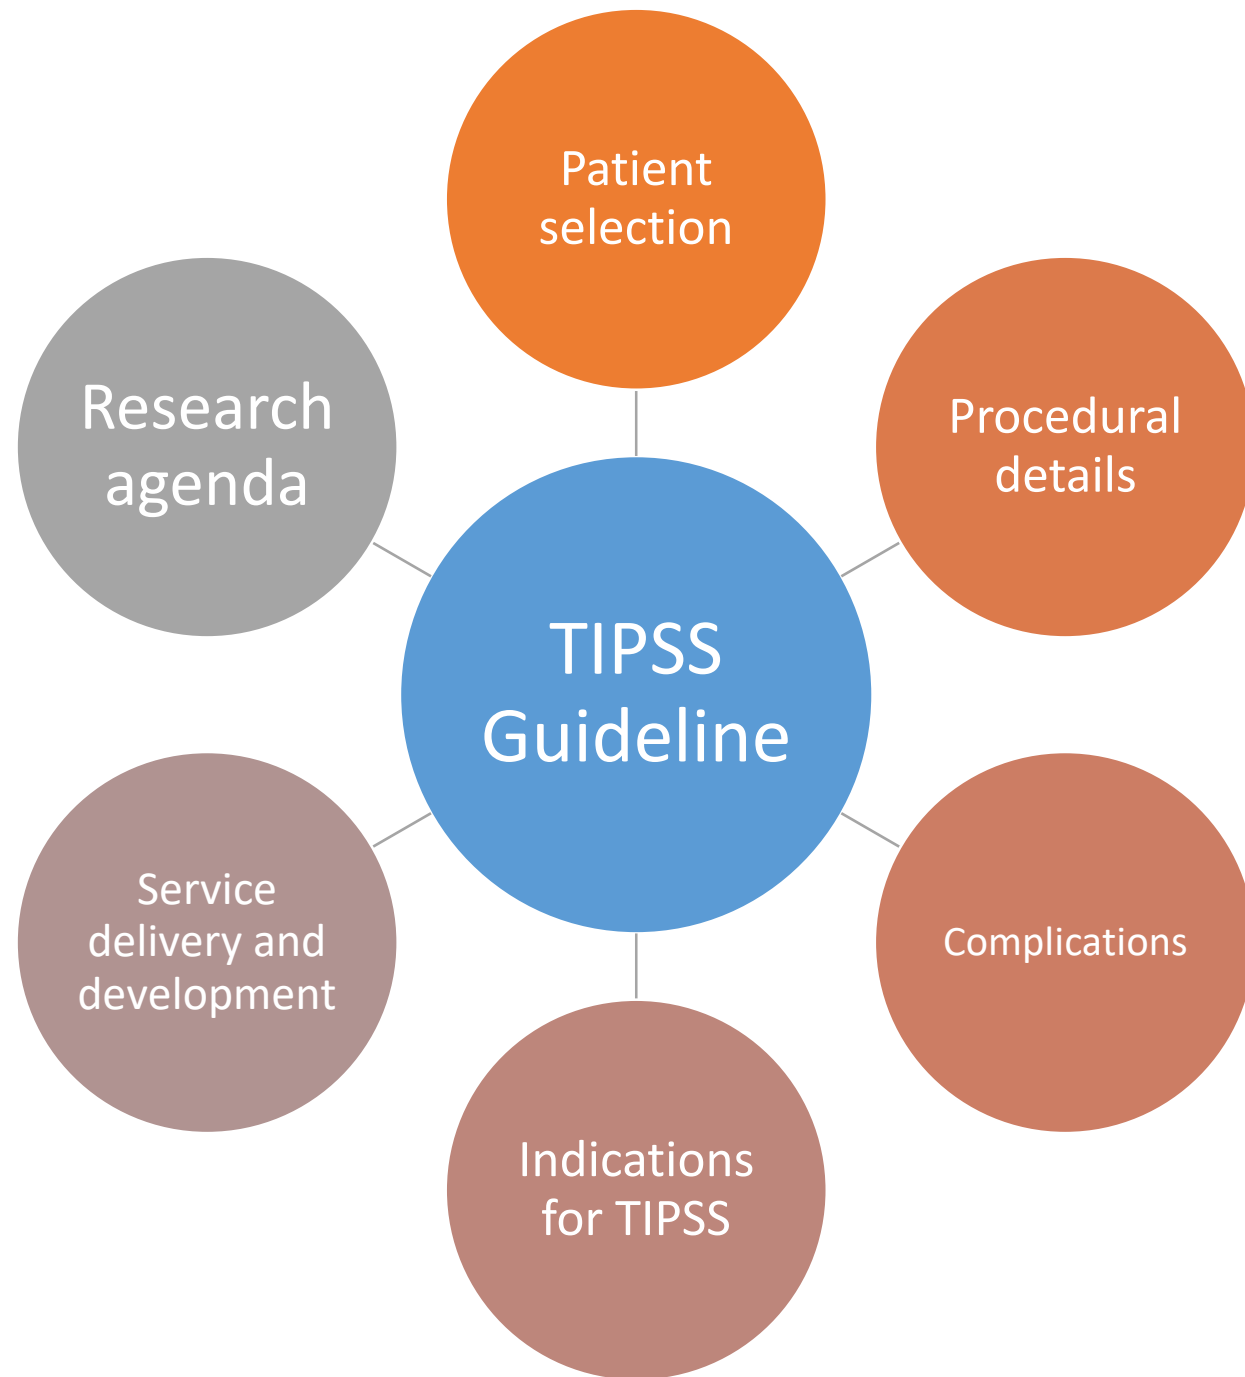 Patient
selection
Procedural
details
Complications
Indications
for TIPSS
Service
delivery and
development
Research
agenda
TIPSS
Guideline